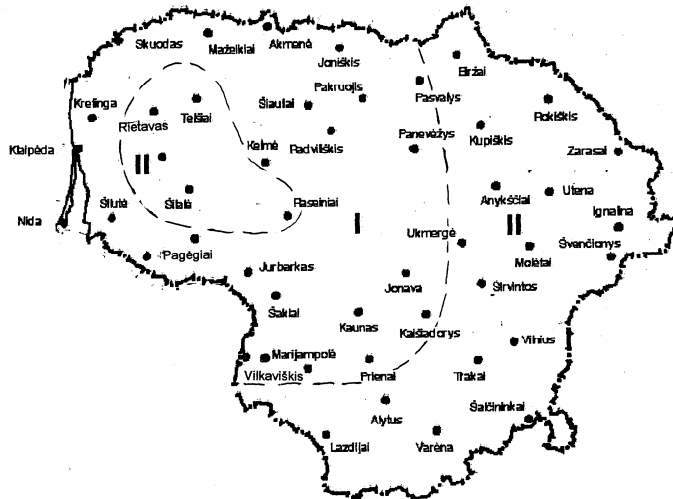 Skuodas
Mažeikiai
Akmenė
Joniškis
Biržai
Pakruojis
Pasvalys
Kretinga
Rietavas
Telšiai
Šiauliai
Rokiškis
Radviliškis
Panevėžys
Kupiškis
Klaipėda
II
Kelmė
Zarasai
Šilutė
Šilalė
Raseiniai
Anykščiai
Utena
Nida
I
II
Ignalina
Ukmergė
Pagėgiai
Molėtai
Švenčionys
Jurbarkas
Jonava
Širvintos
Šakiai
Kaunas
Kaišiadorys
Vilnius
Marijampolė
Vilkaviškis
Prienai
Trakai
Alytus
Šalčininkai
Lazdijai
Varėna